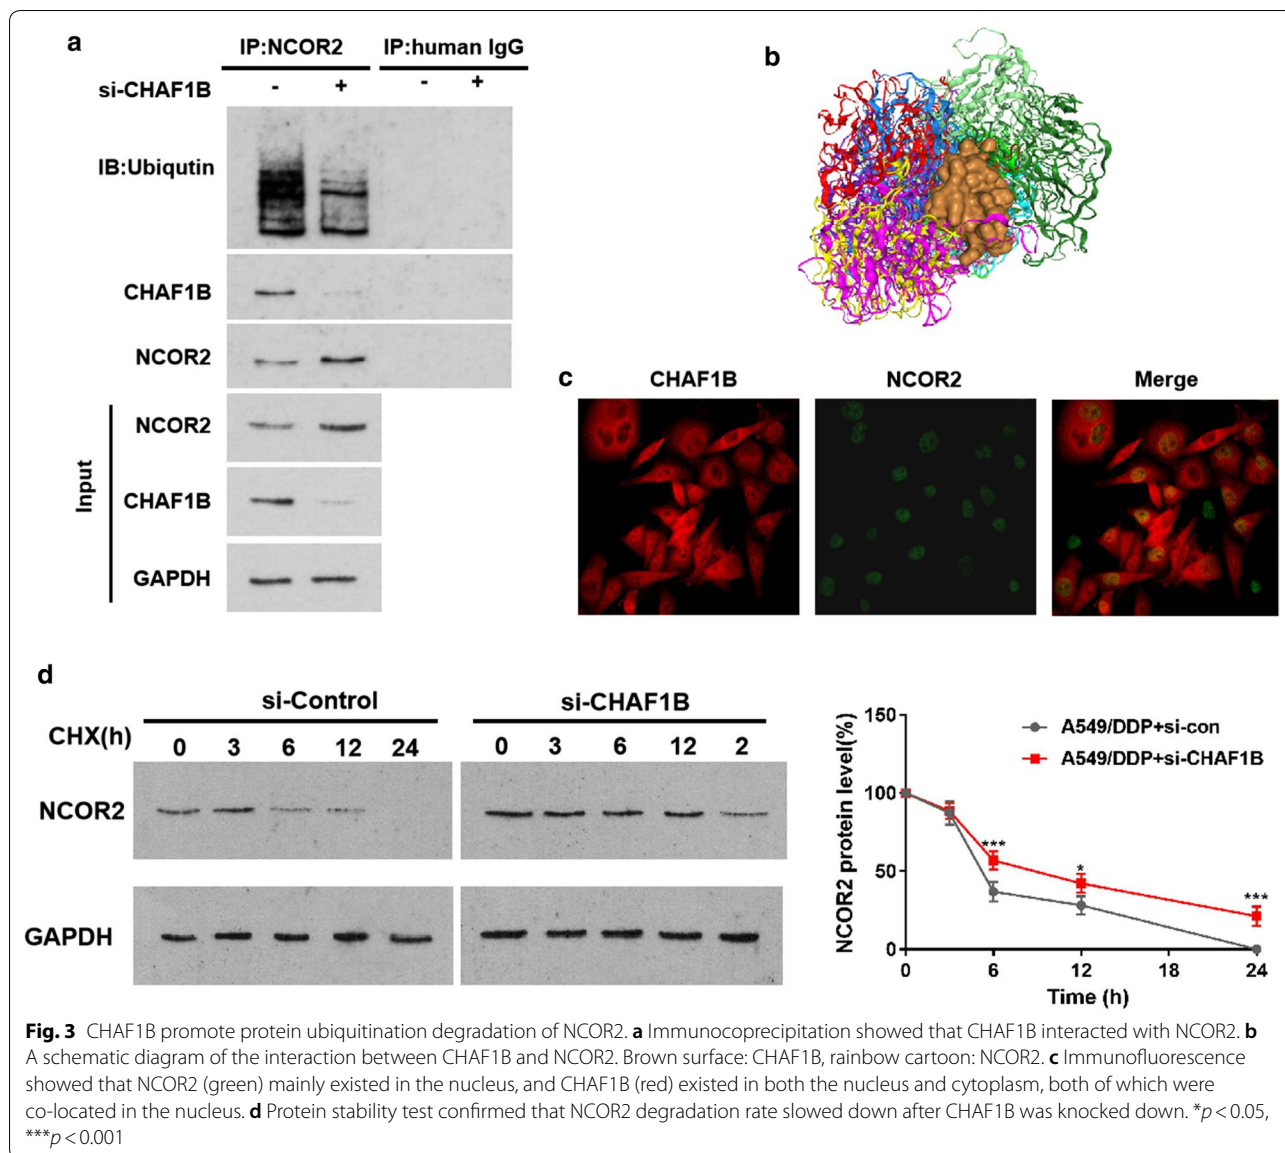 a
IP:NCOR2 IP:human IgG
si-CHAF1B - + - +
IB:Ubiqutin
CHAF1B
NCOR2
Input
NCOR2
CHAF1B
GAPDH
b
c
CHAF1B NCOR2 Merge
d
si-Control si-CHAF1B
CHX(h) 0 3 6 12 24 0 3 6 12 2
NCOR2
GAPDH
NCOR2 protein level(%)
150
100
50
0
A549/DDP+si-con
A549/DDP+si-CHAF1B
*** * ***
0 6 12 18 24
Time (h)
Fig. 3 CHAF1B promote protein ubiquitination degradation of NCOR2. a Immunocoprecipitation showed that CHAF1B interacted with NCOR2. b
A schematic diagram of the interaction between CHAF1B and NCOR2. Brown surface: CHAF1B, rainbow cartoon: NCOR2. c Immunofluorescence
showed that NCOR2 (green) mainly existed in the nucleus, and CHAF1B (red) existed in both the nucleus and cytoplasm, both of which were
co-located in the nucleus. d Protein stability test confirmed that NCOR2 degradation rate slowed down after CHAF1B was knocked down. *p < 0.05,
***p < 0.001